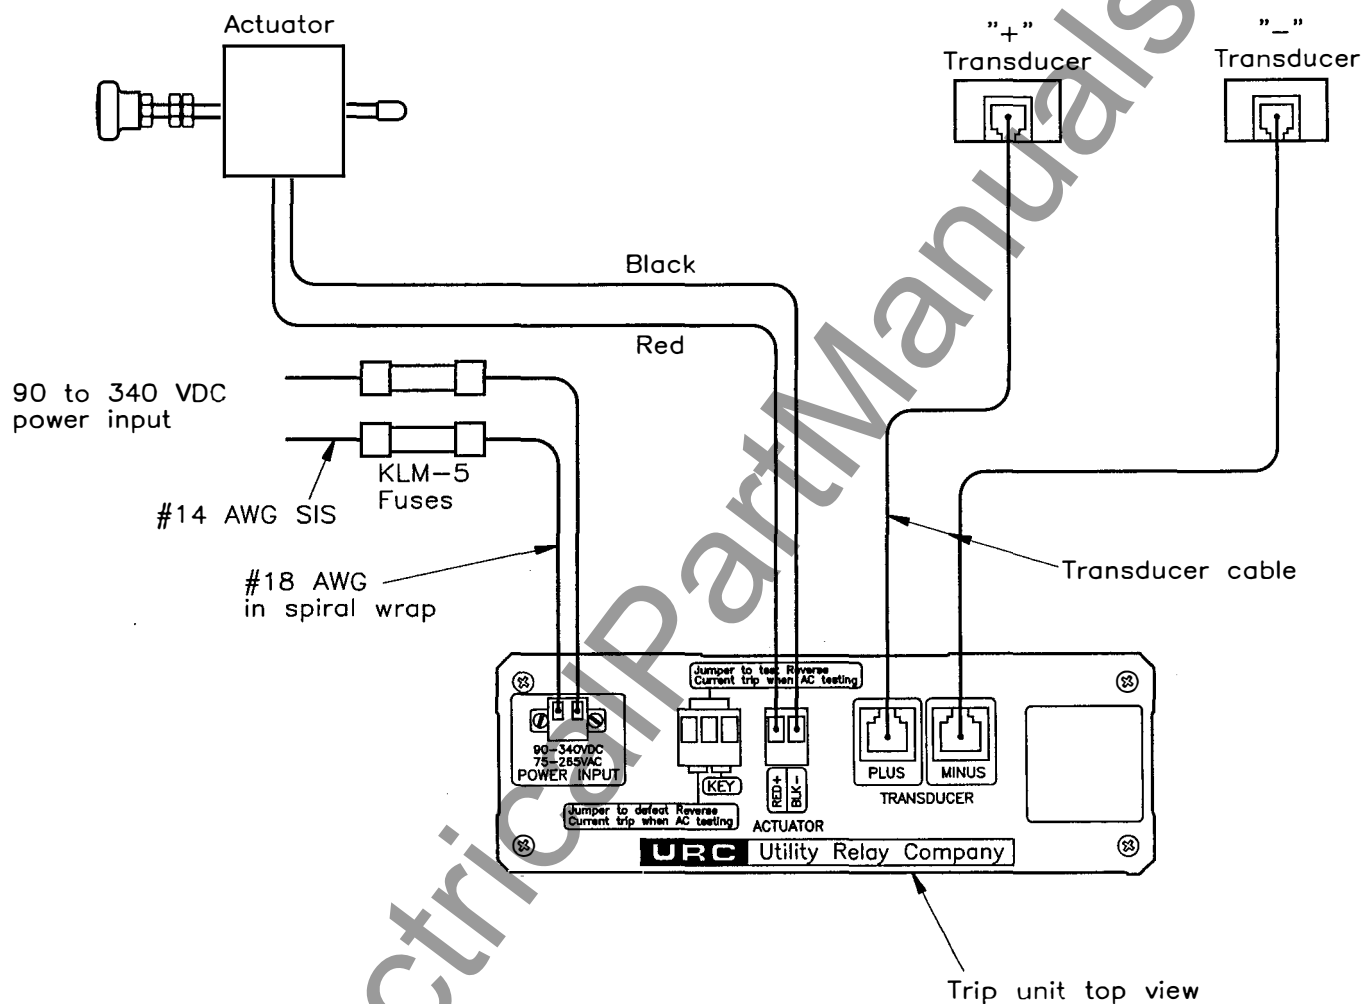 Actuator
"+"
Transducer
"−"
Transducer
Black
Red
90 to 340 VDC
power input
KLM−5
Fuses
#14 AWG SIS
#18 AWG
in spiral wrap
Transducer cable
Jumper to test Reverse
Current trip when AC testing
90−340VDC
75−265VAC
POWER INPUT
KEY
Jumper to defeat Reverse
Current trip when AC testing
RED+
BLK−
ACTUATOR
PLUS
MINUS
TRANSDUCER
URC Utility Relay Company
Trip unit top view
ctricalPartManuals